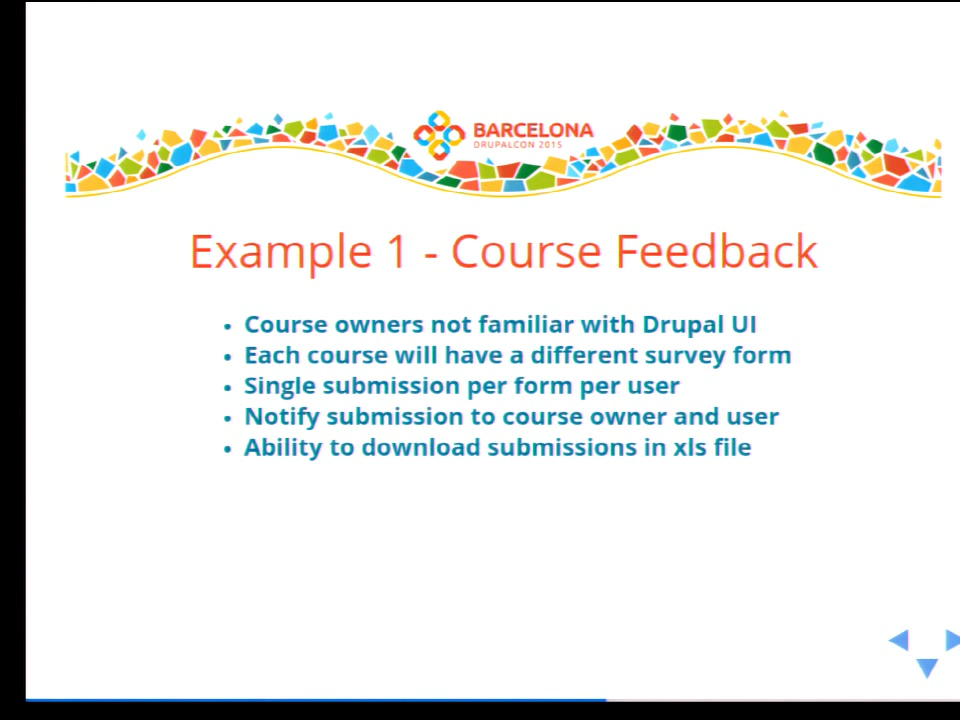 BARCELONA
DRUPALCON 2015
Example 1 - Course Feedback
• Course owners not familiar with Drupal UI
• Each course will have a different survey form
• Single submission per form per user
• Notify submission to course owner and user
• Ability to download submissions in xls file